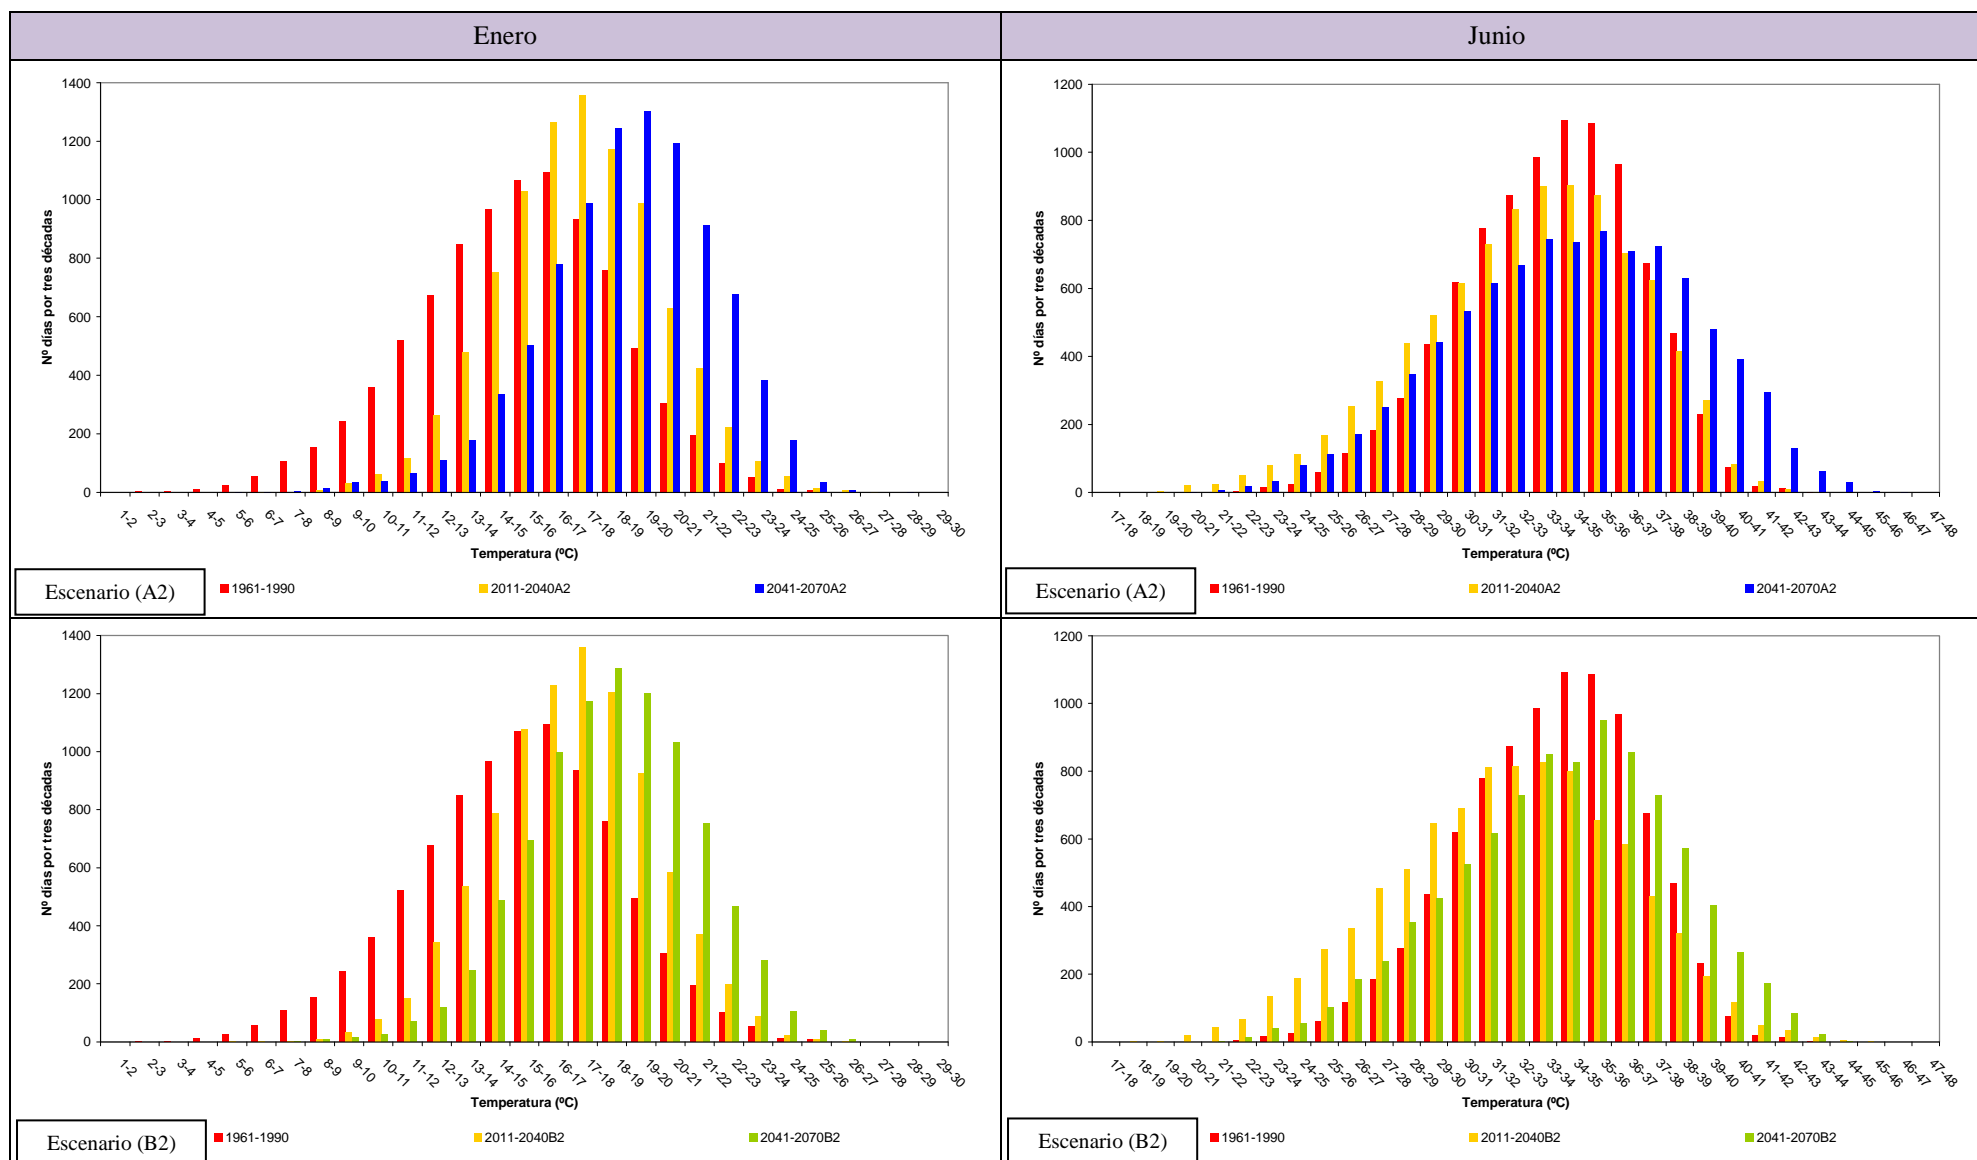 Enero
Junio
1400
1200
1000
800
600
400
200
0
Nº días por tres décadas
1-2 2-3 3-4 4-5 5-6 6-7 7-8 8-9 9-10 10-11 11-12 12-13 13-14 14-15 15-16 16-17 17-18 18-19 19-20 20-21 21-22 22-23 23-24 24-25 25-26 26-27 27-28 28-29 29-30
Temperatura (ºC)
Escenario (A2)
1961-1990 2011-2040A2 2041-2070A2
1200
1000
800
600
400
200
0
Nº días por tres décadas
17-18 18-19 19-20 20-21 21-22 22-23 23-24 24-25 25-26 26-27 27-28 28-29 29-30 30-31 31-32 32-33 33-34 34-35 35-36 36-37 37-38 38-39 39-40 40-41 41-42 42-43 43-44 44-45 45-46 46-47 47-48
Temperatura (ºC)
Escenario (A2)
1961-1990 2011-2040A2 2041-2070A2
1400
1200
1000
800
600
400
200
0
Nº días por tres décadas
1-2 2-3 3-4 4-5 5-6 6-7 7-8 8-9 9-10 10-11 11-12 12-13 13-14 14-15 15-16 16-17 17-18 18-19 19-20 20-21 21-22 22-23 23-24 24-25 25-26 26-27 27-28 28-29 29-30
Temperatura (ºC)
Escenario (B2)
1961-1990 2011-2040B2 2041-2070B2
1200
1000
800
600
400
200
0
Nº días por tres décadas
17-18 18-19 19-20 20-21 21-22 22-23 23-24 24-25 25-26 26-27 27-28 28-29 29-30 30-31 31-32 32-33 33-34 34-35 35-36 36-37 37-38 38-39 39-40 40-41 41-42 42-43 43-44 44-45 45-46 46-47 47-48
Temperatura (ºC)
Escenario (B2)
1961-1990 2011-2040B2 2041-2070B2